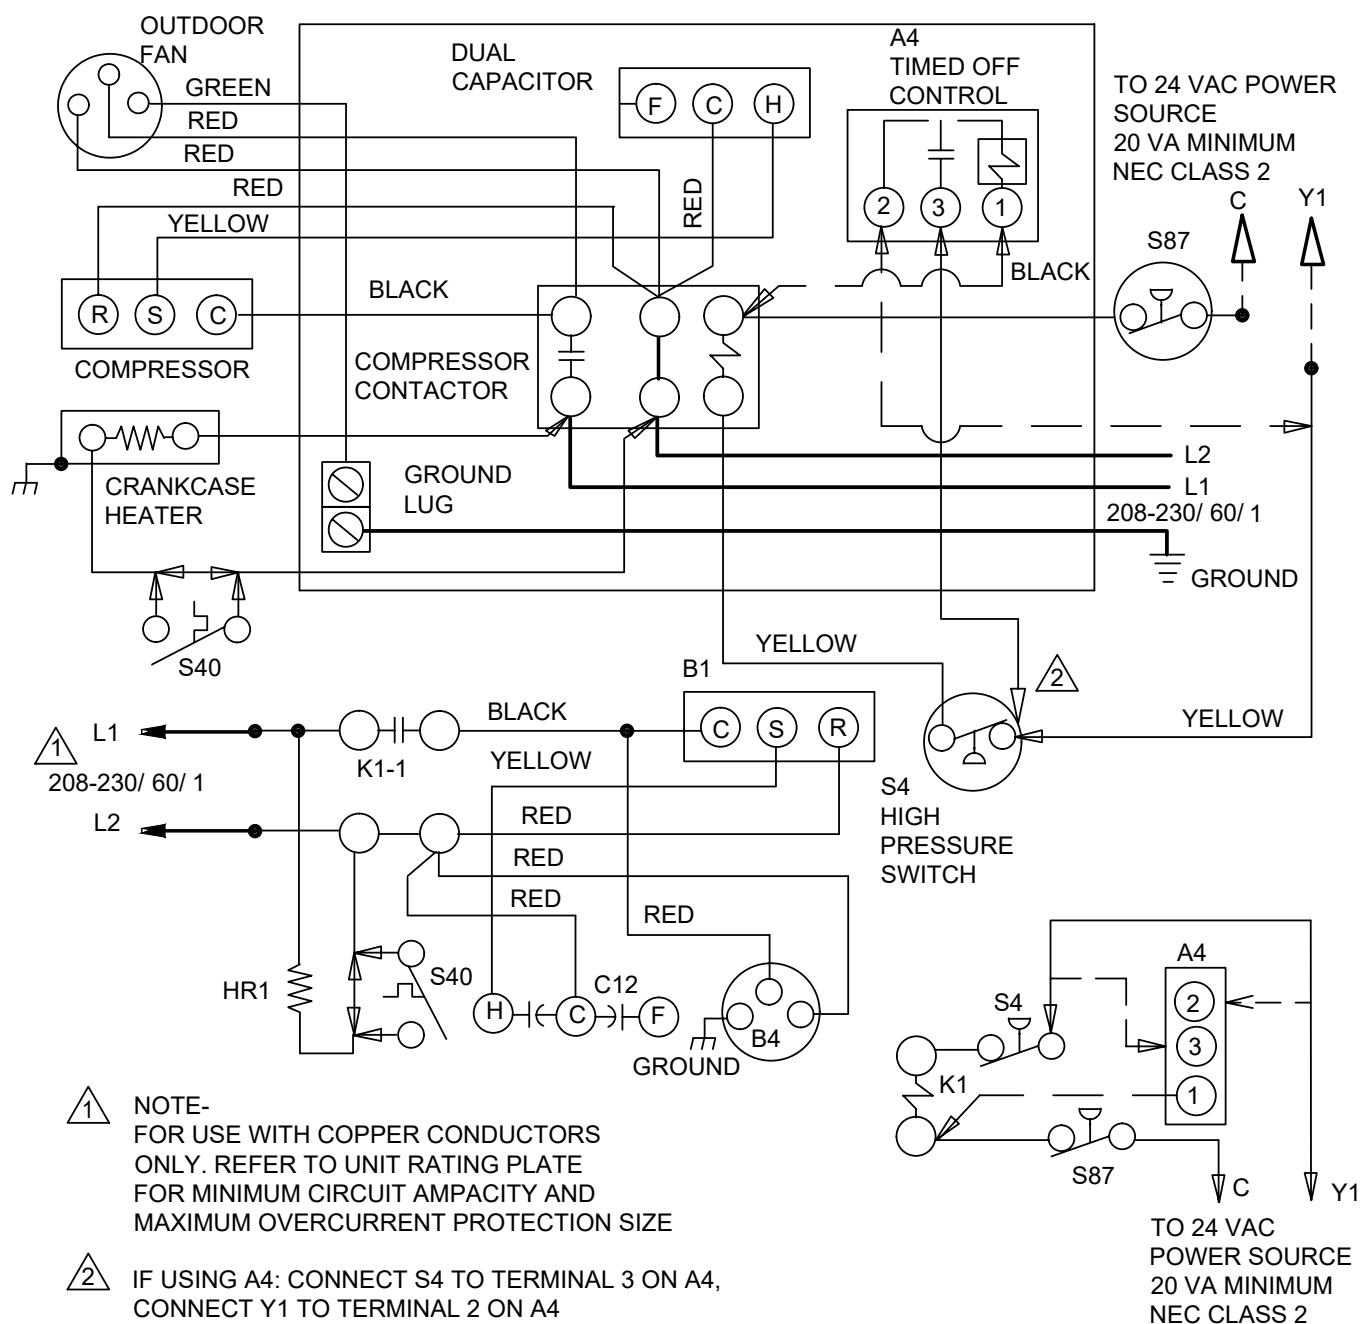 OUTDOOR
FAN
GREEN
RED
RED
RED
YELLOW
DUAL
CAPACITOR
F
C
H
RED
A4
TIMED OFF
CONTROL
2
3
1
BLACK
TO 24 VAC POWER
SOURCE
20 VA MINIMUM
NEC CLASS 2
C
Y1
S87
R
S
C
COMPRESSOR
BLACK
COMPRESSOR
CONTACTOR
CRANKCASE
HEATER
GROUND
LUG
L2
L1
208-230/ 60/ 1
GROUND
S40
YELLOW
2
YELLOW
S4
HIGH
PRESSURE
SWITCH
B1
C
S
R
1
L1
208-230/ 60/ 1
L2
K1-1
BLACK
YELLOW
RED
RED
RED
RED
HR1
S40
H
C
C12
F
B4
GROUND
A4
2
3
1
S4
K1
S87
C
Y1
TO 24 VAC
POWER SOURCE
20 VA MINIMUM
NEC CLASS 2
1
NOTE-
FOR USE WITH COPPER CONDUCTORS
ONLY. REFER TO UNIT RATING PLATE
FOR MINIMUM CIRCUIT AMPACITY AND
MAXIMUM OVERCURRENT PROTECTION SIZE
2
IF USING A4: CONNECT S4 TO TERMINAL 3 ON A4,
CONNECT Y1 TO TERMINAL 2 ON A4